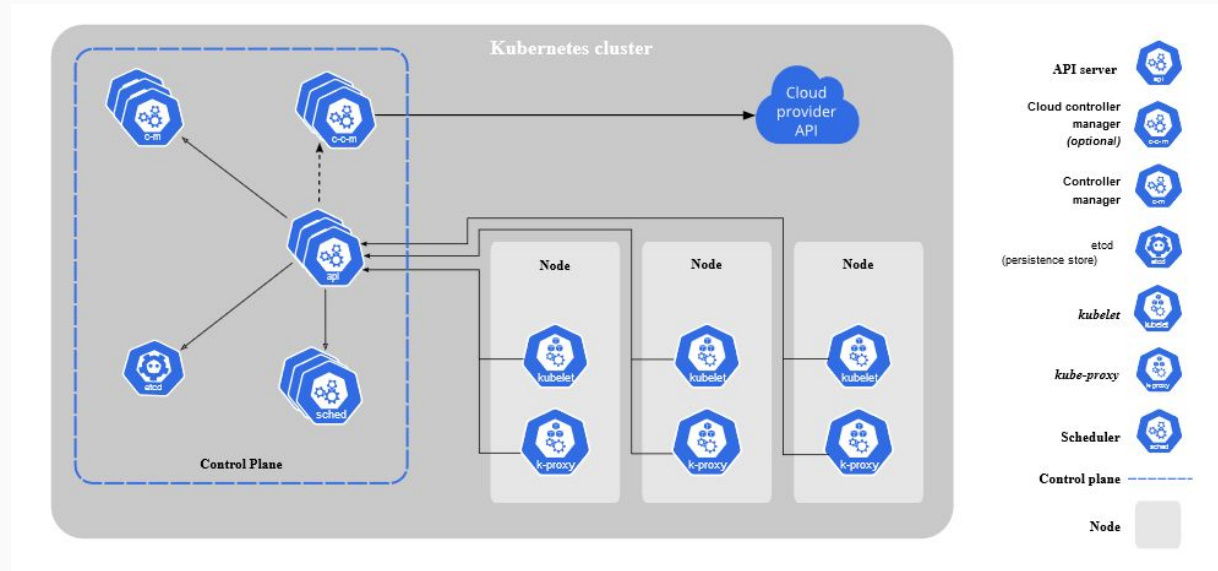 Kubernetes cluster
c-m
c-c-m
Cloud
provider
API
api
etcd
sched
Control Plane
Node
kubelet
k-proxy
Node
kubelet
k-proxy
Node
kubelet
k-proxy
API server
api
Cloud controller
manager
(optional)
c-c-m
Controller
manager
c-m
etcd
(persistence store)
etcd
kubelet
kubelet
kube-proxy
k-proxy
Scheduler
sched
Control plane
Node